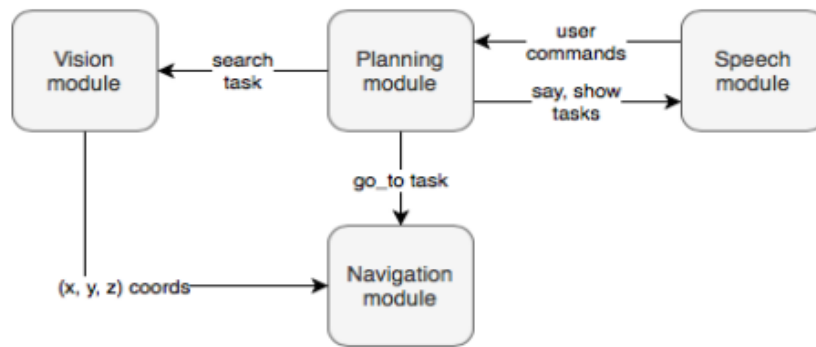 Vision
module
search
task
Planning
module
user
commands
say, show
tasks
Speech
module
go_to task
(x, y, z) coords
Navigation
module